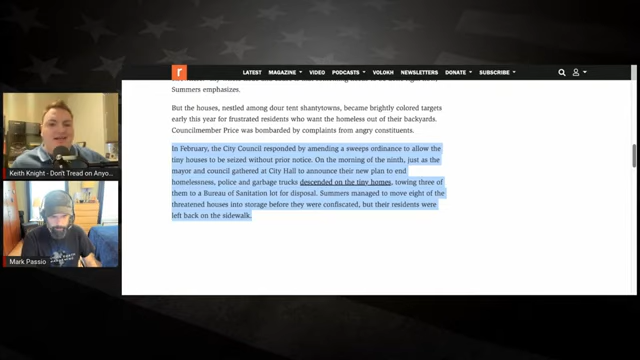 r LATEST MAGAZINE VIDEO PODCASTS VOLOKH NEWSLETTERS DONATE SUBSCRIBE
Summers emphasizes.
But the houses, nestled among dour tent shantytowns, became brightly colored targets
early this year for frustrated residents who want the homeless out of their backyards.
Councilmember Price was bombarded by complaints from angry constituents.
In February, the City Council responded by amending a sweeps ordinance to allow the
tiny houses to be seized without prior notice. On the morning of the ninth, just as the
mayor and council gathered at City Hall to announce their new plan to end
homelessness, police and garbage trucks descended on the tiny homes, towing three of
them to a Bureau of Sanitation lot for disposal. Summers managed to move eight of the
threatened houses into storage before they were confiscated, but their residents were
left back on the sidewalk.
Keith Knight - Don't Tread on Anyo...
Mark Passio